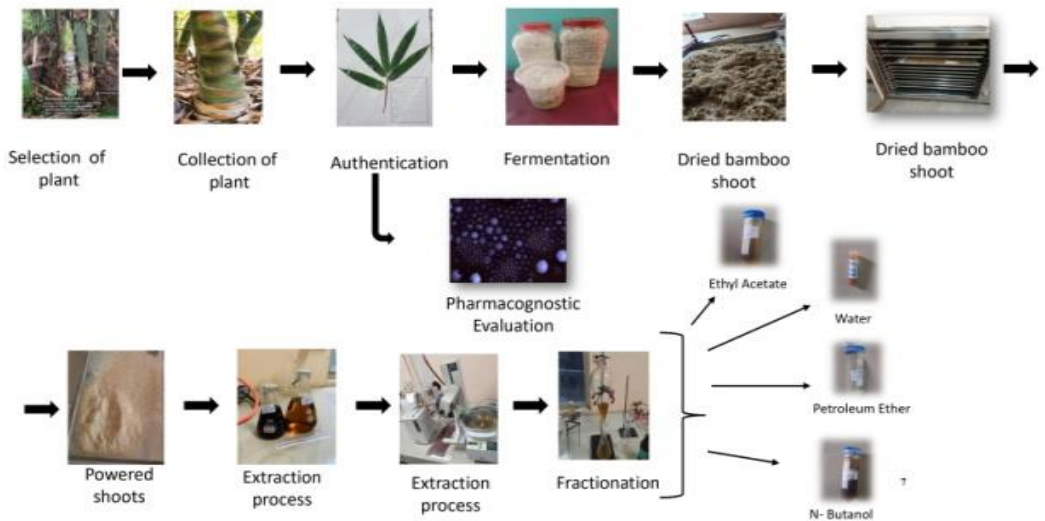 Selection of
plant
Collection of
plant
Authentication
Fermentation
Dried bamboo
shoot
Dried bamboo
shoot
Pharmacognostic
Evaluation
Ethyl Acetate
Water
Petroleum Ether
N- Butanol
Powered
shoots
Extraction
process
Extraction
process
Fractionation
7